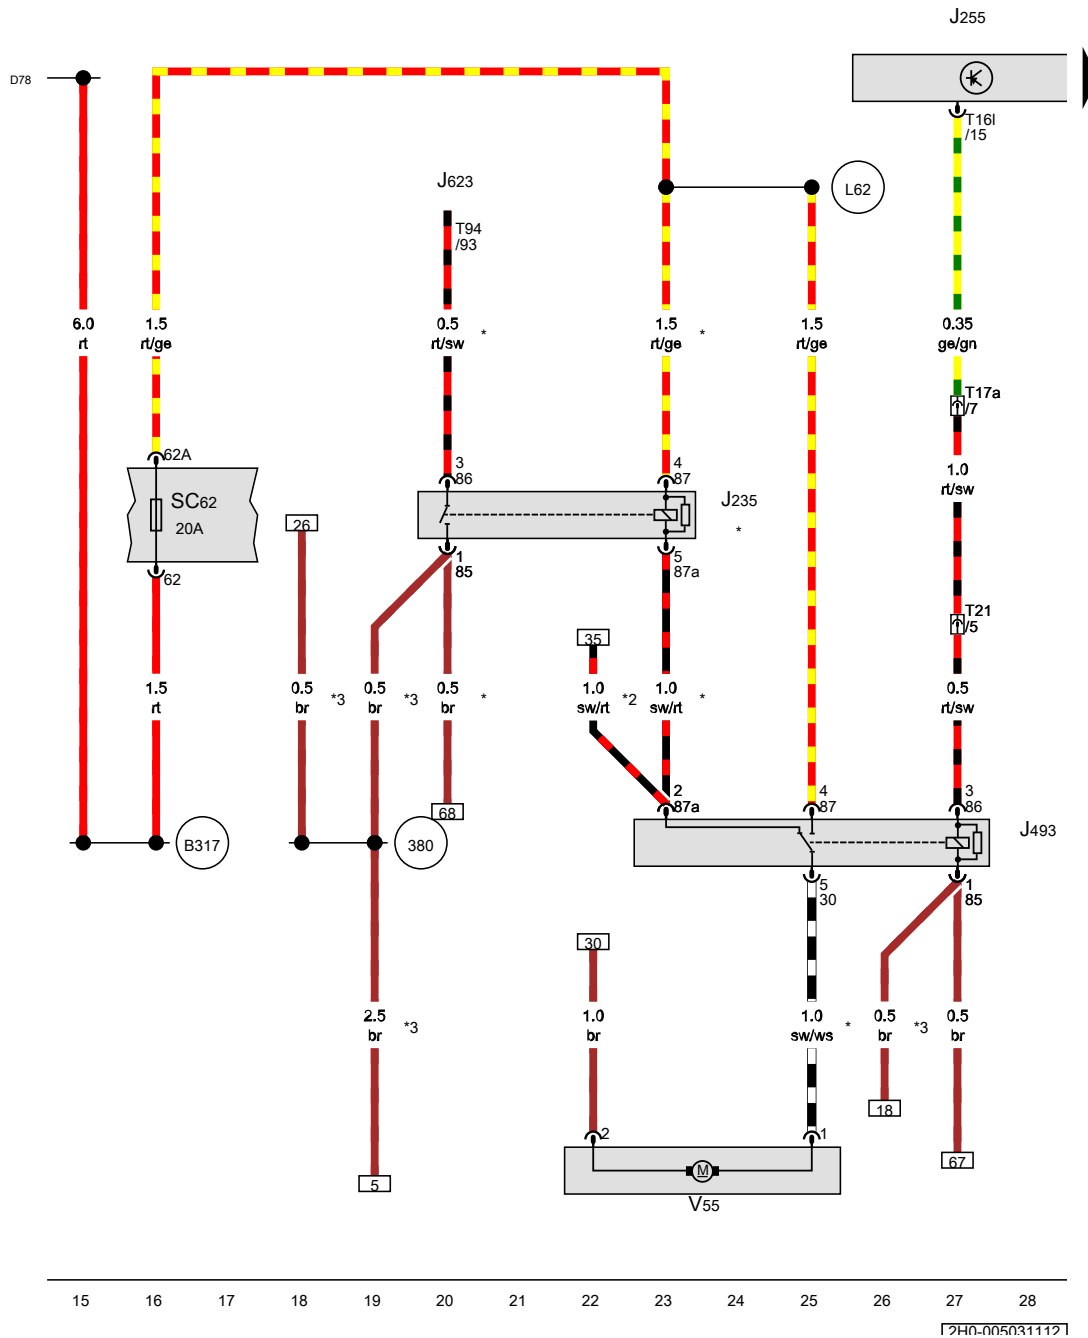 J255
D78
T16l
/15
J623
T94
/93
L62
6.0
rt
1.5
rt/ge
0.5
rt/sw
*
1.5
rt/ge
*
1.5
rt/ge
0.35
ge/gn
T17a
/7
62A
3
86
4
87
1.0
rt/sw
SC62
20A
J235
*
26
62
1
85
5
87a
T21
/5
35
1.5
rt
0.5
br
*3
0.5
br
*3
0.5
br
*
1.0
sw/rt
*2
1.0
sw/rt
*
0.5
rt/sw
68
2
87a
4
87
3
86
J493
B317
380
5
30
1
85
30
2.5
br
*3
1.0
br
1.0
sw/ws
*
0.5
br
*3
0.5
br
18
2
1
67
M
5
V55
15 16 17 18 19 20 21 22 23 24 25 26 27 28
2H0-005031112